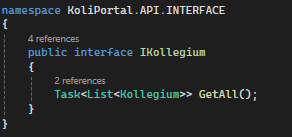 namespace KoliPortal.API.INTERFACE
{
4 references
public interface IKollegium
{
2 references
Task<List<Kollegium>> GetAll();
}
}